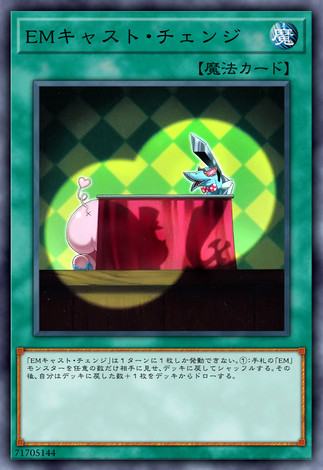 EMキャスト・チェンジ
魔
【魔法カード】
「EMキャスト・チェンジ」は１ターンに１枚しか発動できない。①:手札の「EM」
モンスターを任意の数だけ相手に見せ、デッキに戻してシャッフルする。その
後、自分はデッキに戻した数＋１枚をデッキからドローする。
71705144